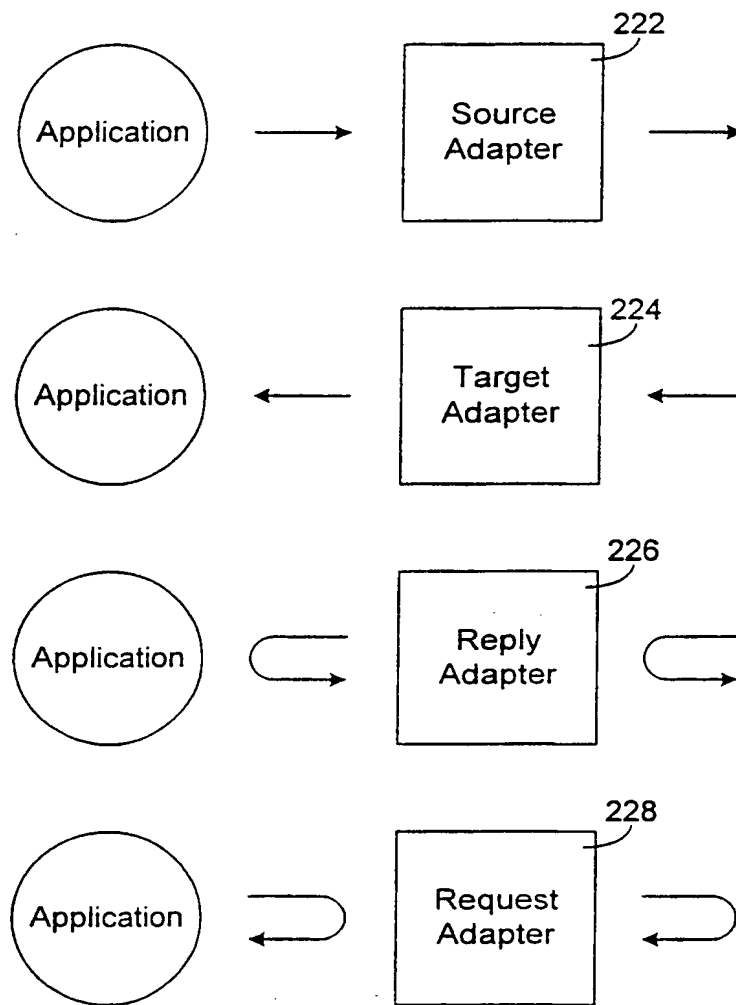 222
Application
Source
Adapter
224
Application
Target
Adapter
226
Application
Reply
Adapter
228
Application
Request
Adapter